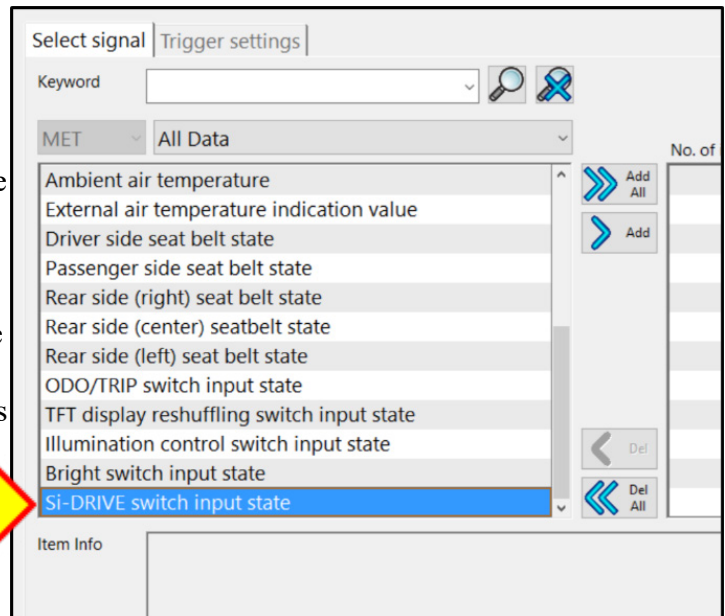 Select signal Trigger settings
Keyword
MET All Data
No. of
Ambient air temperature
External air temperature indication value
Driver side seat belt state
Passenger side seat belt state
Rear side (right) seat belt state
Rear side (center) seatbelt state
Rear side (left) seat belt state
ODO/TRIP switch input state
TFT display reshuffling switch input state
Illumination control switch input state
Bright switch input state
Si-DRIVE switch input state
Add All
Add
Del
Del All
Item Info